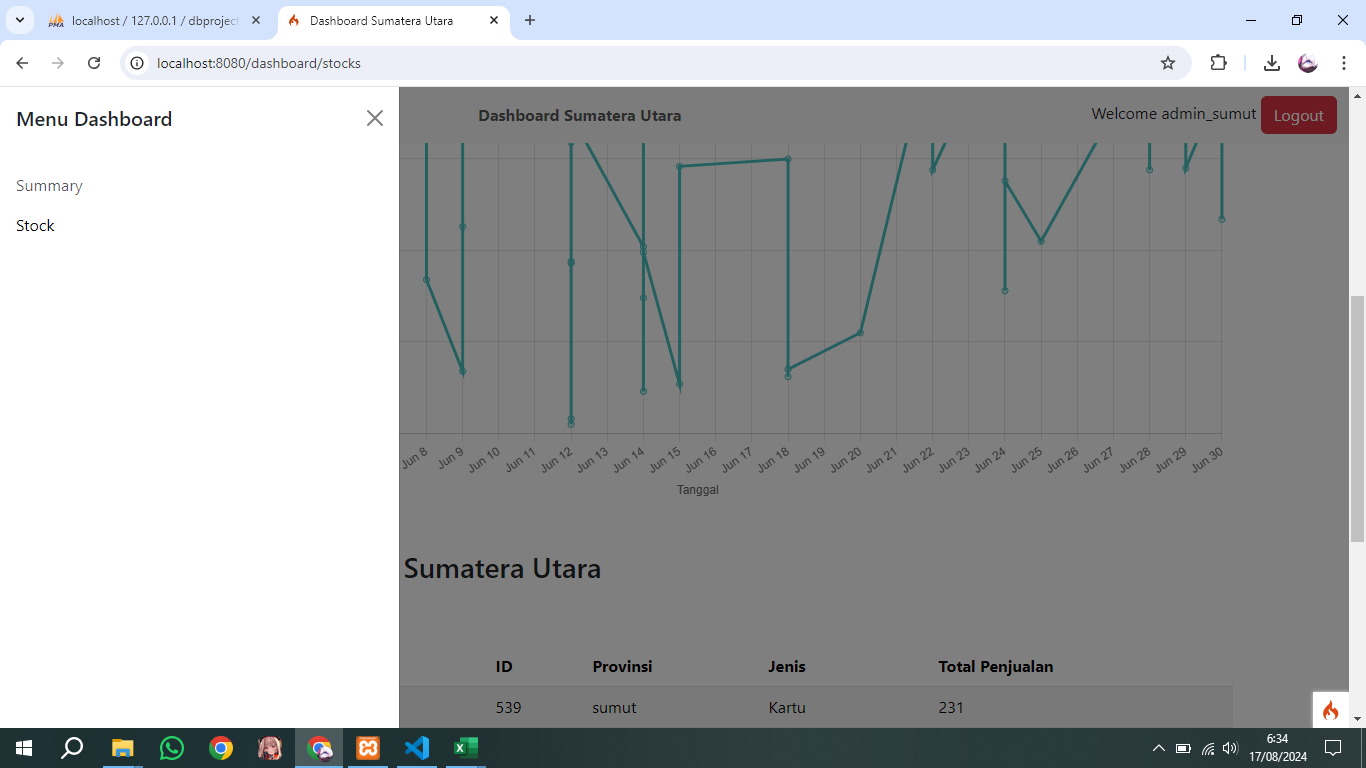 localhost / 127.0.0.1 / dbproject
Dashboard Sumatera Utara
localhost:8080/dashboard/stocks
Menu Dashboard
Summary
Stock
Dashboard Sumatera Utara
Welcome admin_sumut
Logout
Jun 8
Jun 9
Jun 10
Jun 11
Jun 12
Jun 13
Jun 14
Jun 15
Jun 16
Jun 17
Jun 18
Jun 19
Jun 20
Jun 21
Jun 22
Jun 23
Jun 24
Jun 25
Jun 26
Jun 27
Jun 28
Jun 29
Jun 30
Tanggal
Sumatera Utara
ID Provinsi Jenis Total Penjualan
539 sumut Kartu 231
6:34
17/08/2024